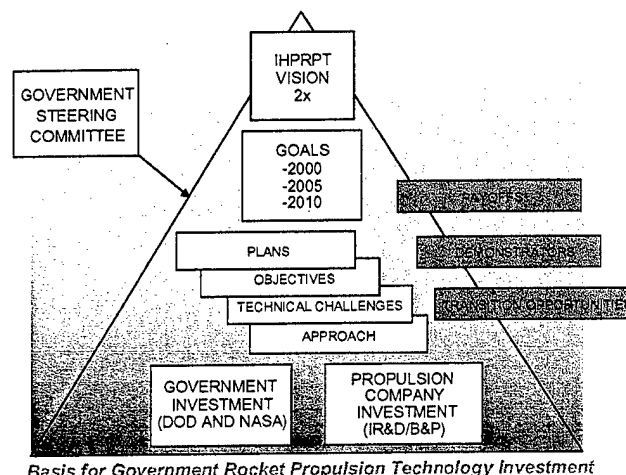 IHPRPT
VISION
2x
GOVERNMENT
STEERING
COMMITTEE
GOALS
-2000
-2005
-2010
PAYOFFS
PLANS
DEMONSTRATORS
OBJECTIVES
TECHNICAL CHALLENGES
TRANSITION OPPORTUNITIES
APPROACH
GOVERNMENT
INVESTMENT
(DOD AND NASA)
PROPULSION
COMPANY
INVESTMENT
(IR&D/B&P)
Basis for Government Rocket Propulsion Technology Investment